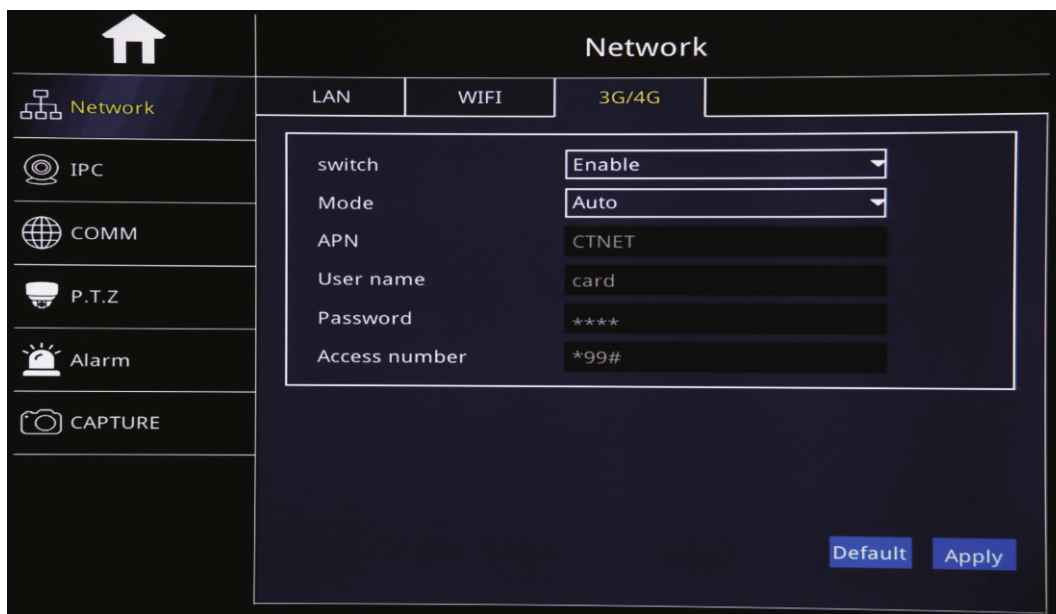 Network
Network
IPC
COMM
P.T.Z
Alarm
CAPTURE
LAN WIFI 3G/4G
switch Enable
Mode Auto
APN CTNET
User name card
Password ****
Access number *99#
Default Apply